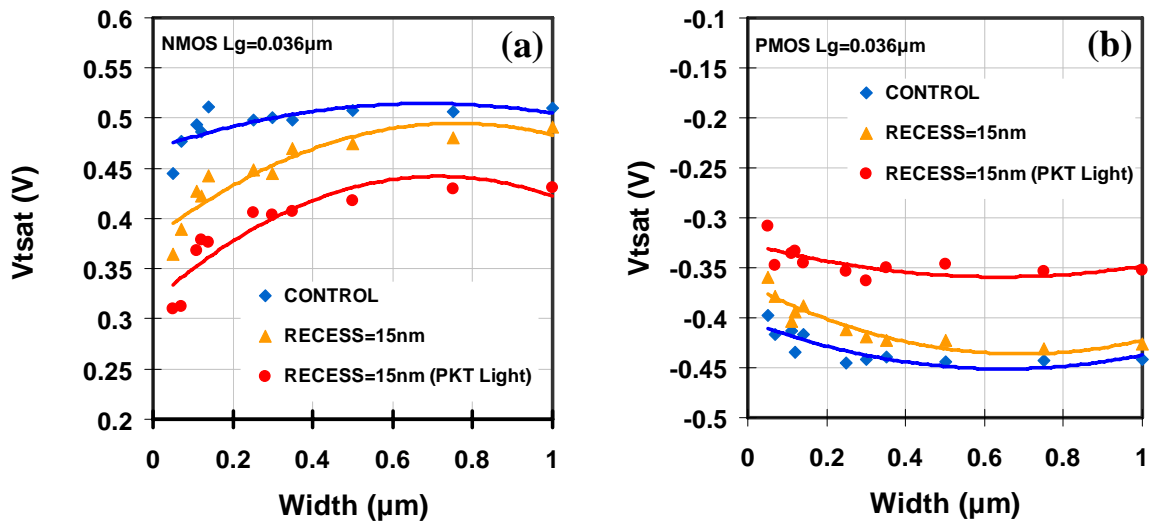 NMOS Lg=0.036µm
(a)
0.6
0.55
0.5
0.45
0.4
0.35
0.3
0.25
0.2
Vtsat (V)
CONTROL
RECESS=15nm
RECESS=15nm (PKT Light)
0
0.2
0.4
0.6
0.8
1
Width (µm)
PMOS Lg=0.036µm
(b)
-0.1
-0.15
-0.2
-0.25
-0.3
-0.35
-0.4
-0.45
-0.5
Vtsat (V)
CONTROL
RECESS=15nm
RECESS=15nm (PKT Light)
0
0.2
0.4
0.6
0.8
1
Width (µm)